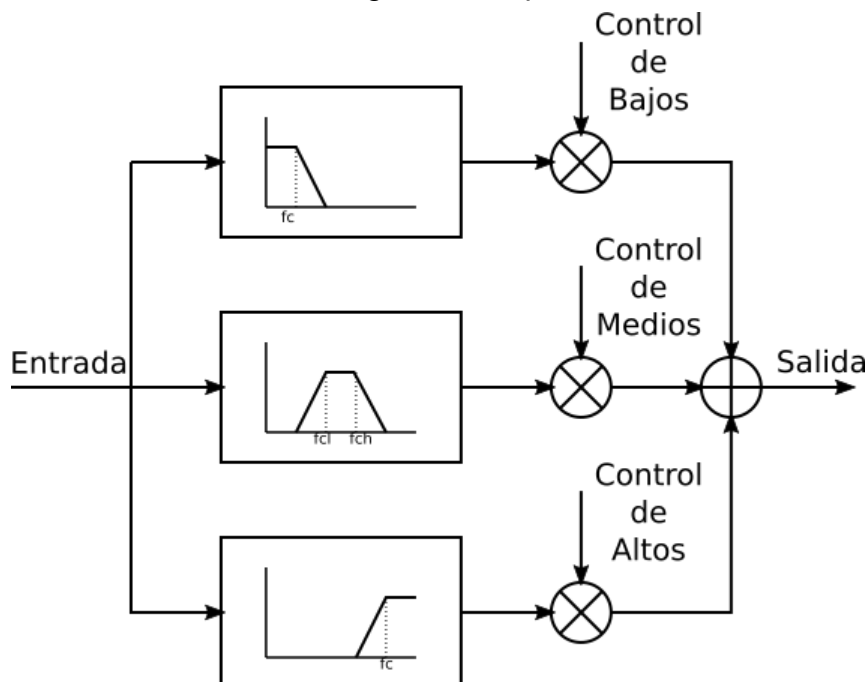 Control
de
Bajos
fc
Control
de
Medios
Entrada
Salida
fcl fch
Control
de
Altos
fc